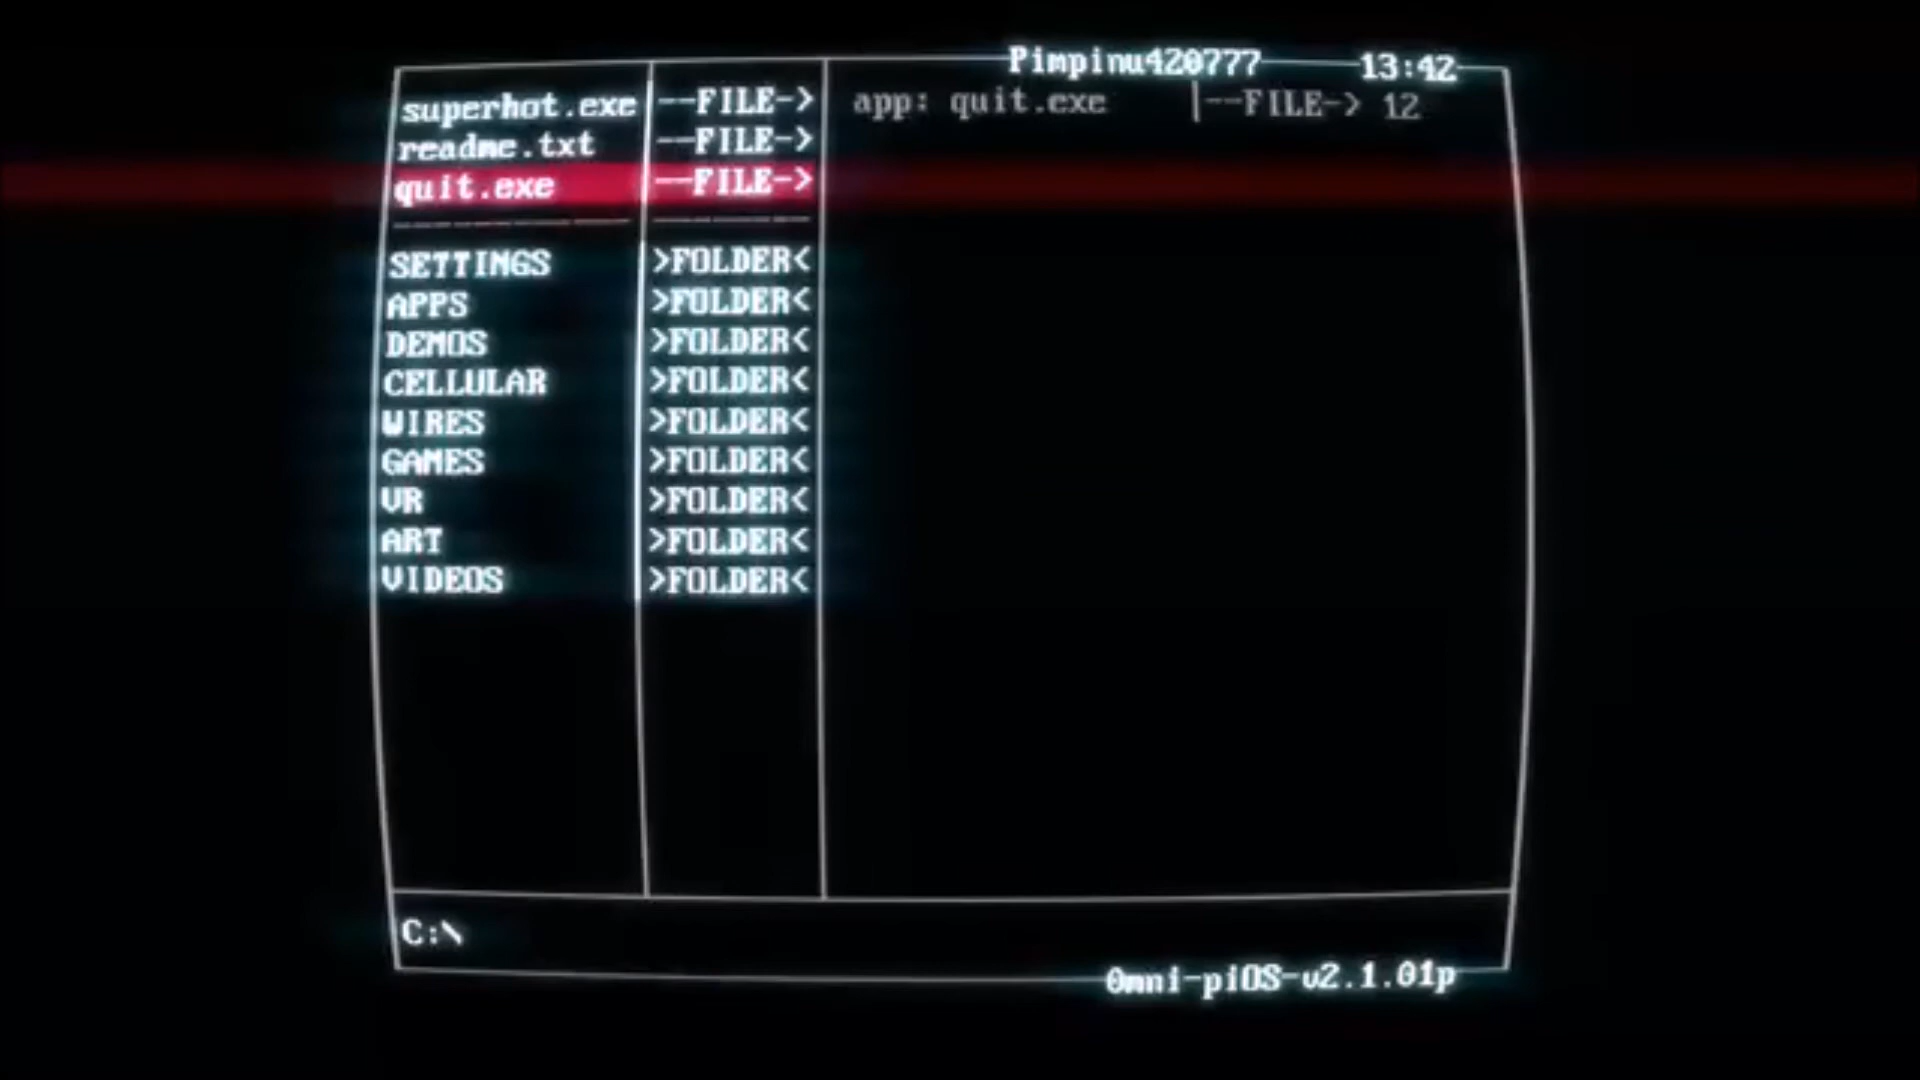 Pimpinu420777 13:42
superhot.exe |--FILE-> app: quit.exe |--FILE-> 12
readme.txt --FILE->
quit.exe --FILE->
SETTINGS >FOLDER<
APPS >FOLDER<
DEMOS >FOLDER<
CELLULAR >FOLDER<
WIRES >FOLDER<
GAMES >FOLDER<
VR >FOLDER<
ART >FOLDER<
VIDEOS >FOLDER<
C:\
0mni-piOS-v2.1.01p